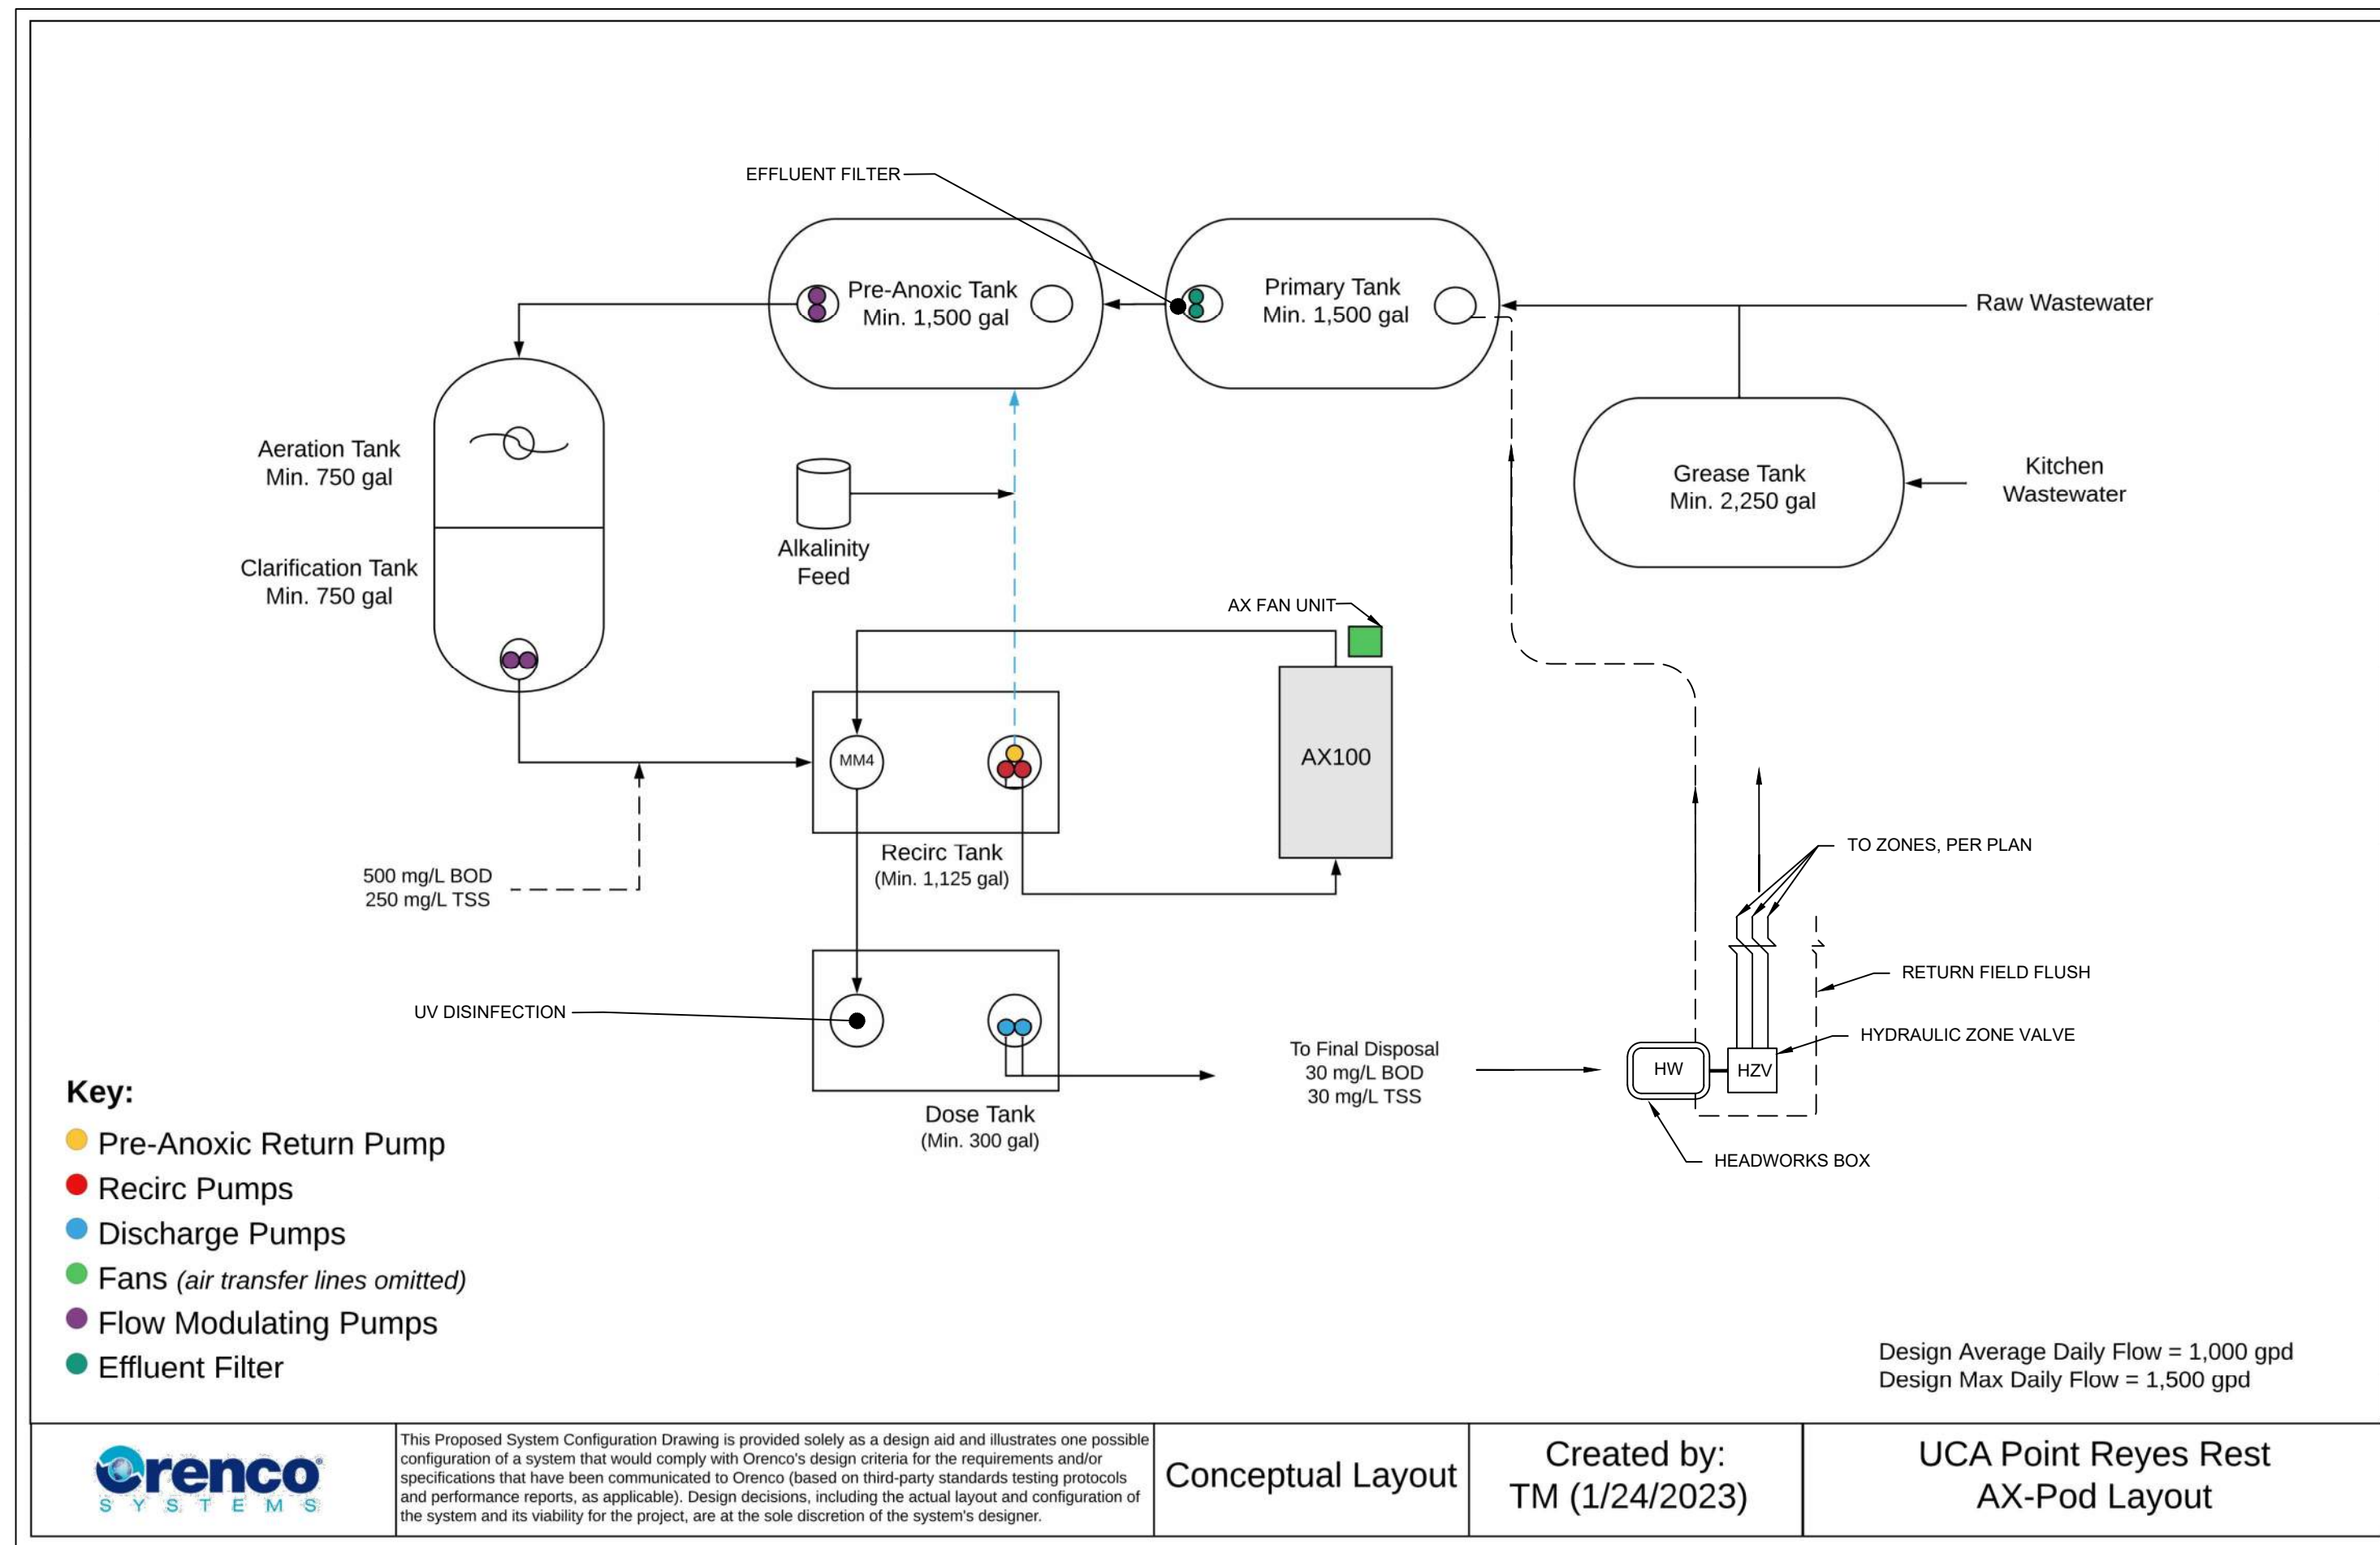 EFFLUENT FILTER
Pre-Anoxic Tank
Min. 1,500 gal
Primary Tank
Min. 1,500 gal
Raw Wastewater
Aeration Tank
Min. 750 gal
Clarification Tank
Min. 750 gal
Alkalinity
Feed
Grease Tank
Min. 2,250 gal
Kitchen
Wastewater
AX FAN UNIT
MM4
AX100
Recirc Tank
(Min. 1,125 gal)
500 mg/L BOD
250 mg/L TSS
TO ZONES, PER PLAN
RETURN FIELD FLUSH
HYDRAULIC ZONE VALVE
UV DISINFECTION
Dose Tank
(Min. 300 gal)
To Final Disposal
30 mg/L BOD
30 mg/L TSS
HW
HZV
HEADWORKS BOX
Key:
Pre-Anoxic Return Pump
Recirc Pumps
Discharge Pumps
Fans (air transfer lines omitted)
Flow Modulating Pumps
Effluent Filter
Design Average Daily Flow = 1,000 gpd
Design Max Daily Flow = 1,500 gpd
Orenco®
SYSTEMS
This Proposed System Configuration Drawing is provided solely as a design aid and illustrates one possible
configuration of a system that would comply with Orenco's design criteria for the requirements and/or
specifications that have been communicated to Orenco (based on third-party standards testing protocols
and performance reports, as applicable). Design decisions, including the actual layout and configuration of
the system and its viability for the project, are at the sole discretion of the system's designer.
Conceptual Layout
Created by:
TM (1/24/2023)
UCA Point Reyes Rest
AX-Pod Layout